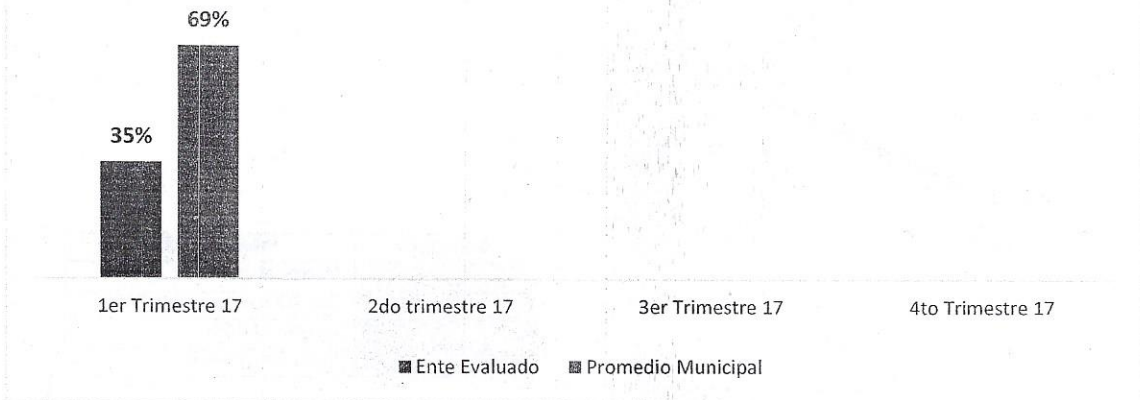 69%
35%
1er Trimestre 17 2do trimestre 17 3er Trimestre 17 4to Trimestre 17
Ente Evaluado Promedio Municipal